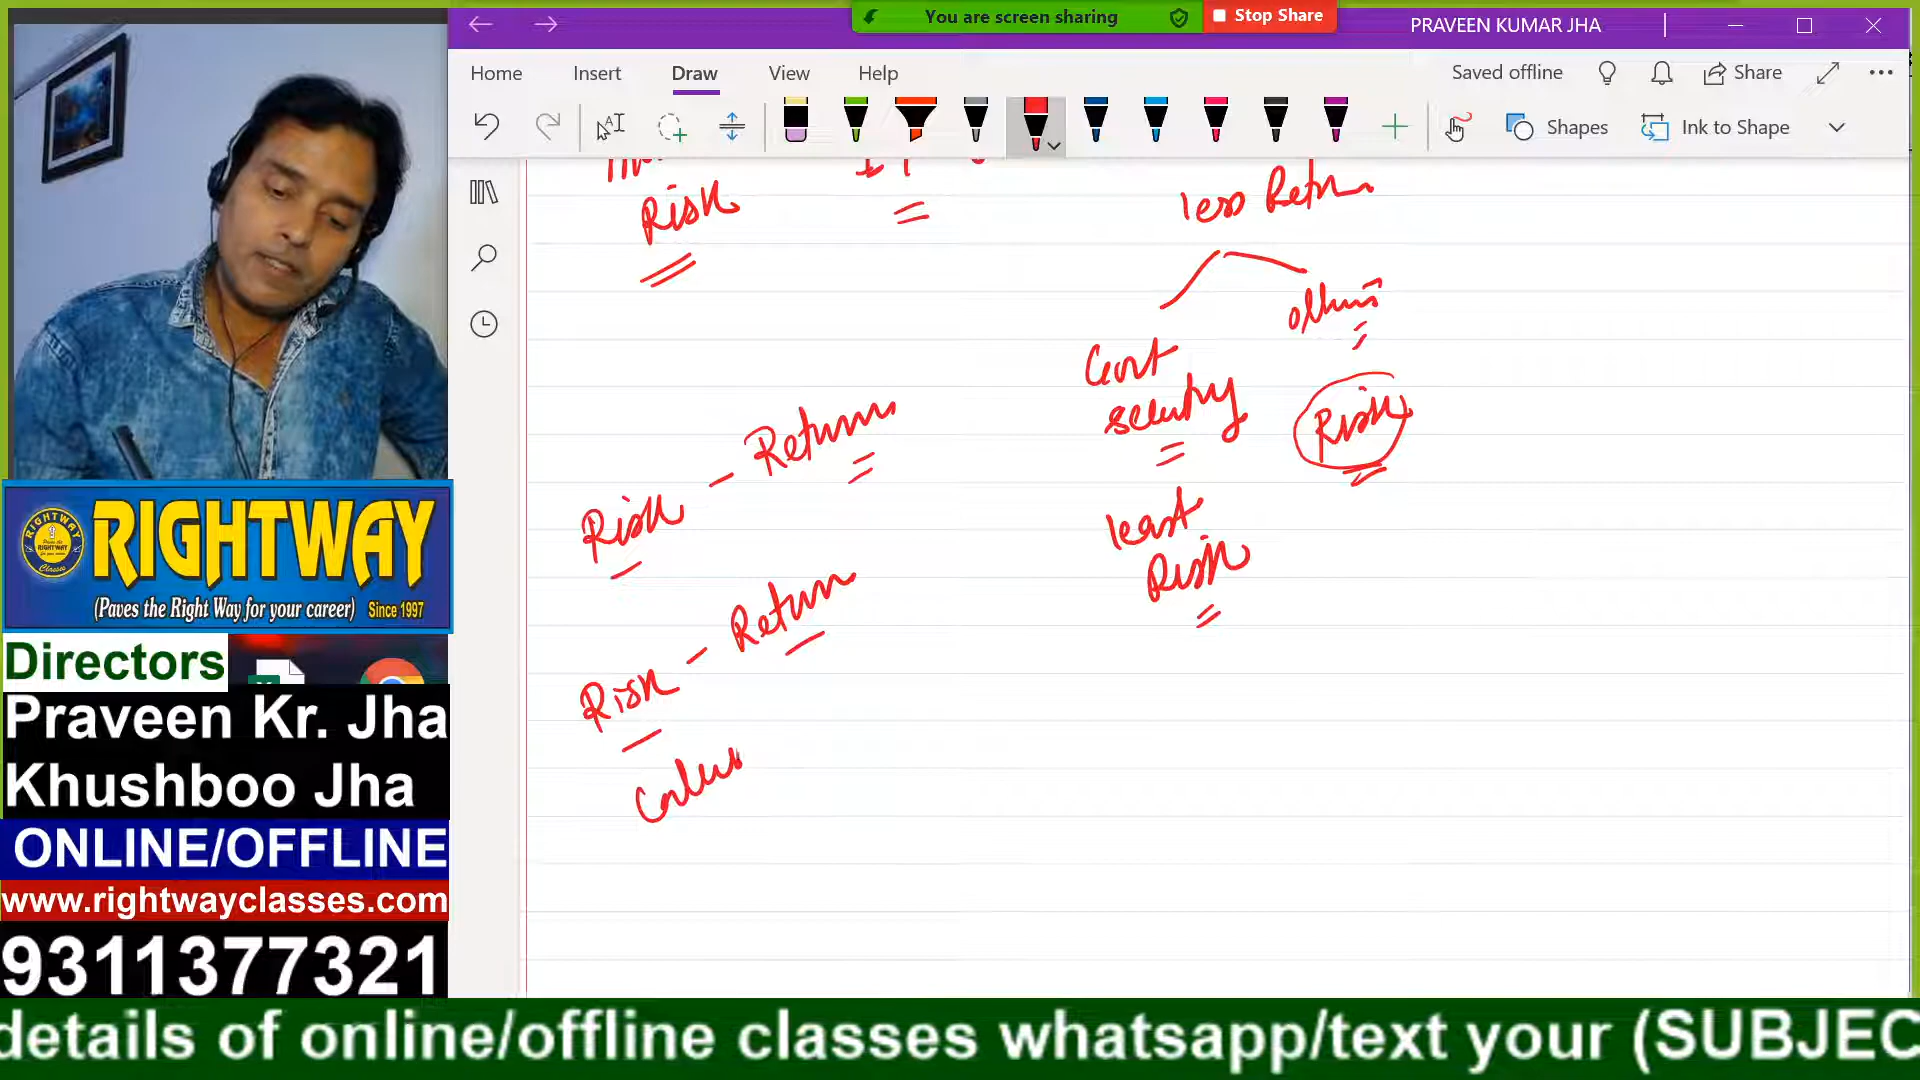 You are screen sharing
Stop Share
PRAVEEN KUMAR JHA
Home Insert Draw View Help
Saved offline
Share
Shapes
Ink to Shape
Risk
less Return
others
Govt
security
Risk
Risk - Return
least
Risk
Risk - Return
RIGHTWAY
(Paves the Right Way for your career) Since 1997
RIGHTWAY
Classes
Directors
Praveen Kr. Jha
Khushboo Jha
ONLINE/OFFLINE
www.rightwayclasses.com
9311377321
details of online/offline classes whatsapp/text your (SUBJEC